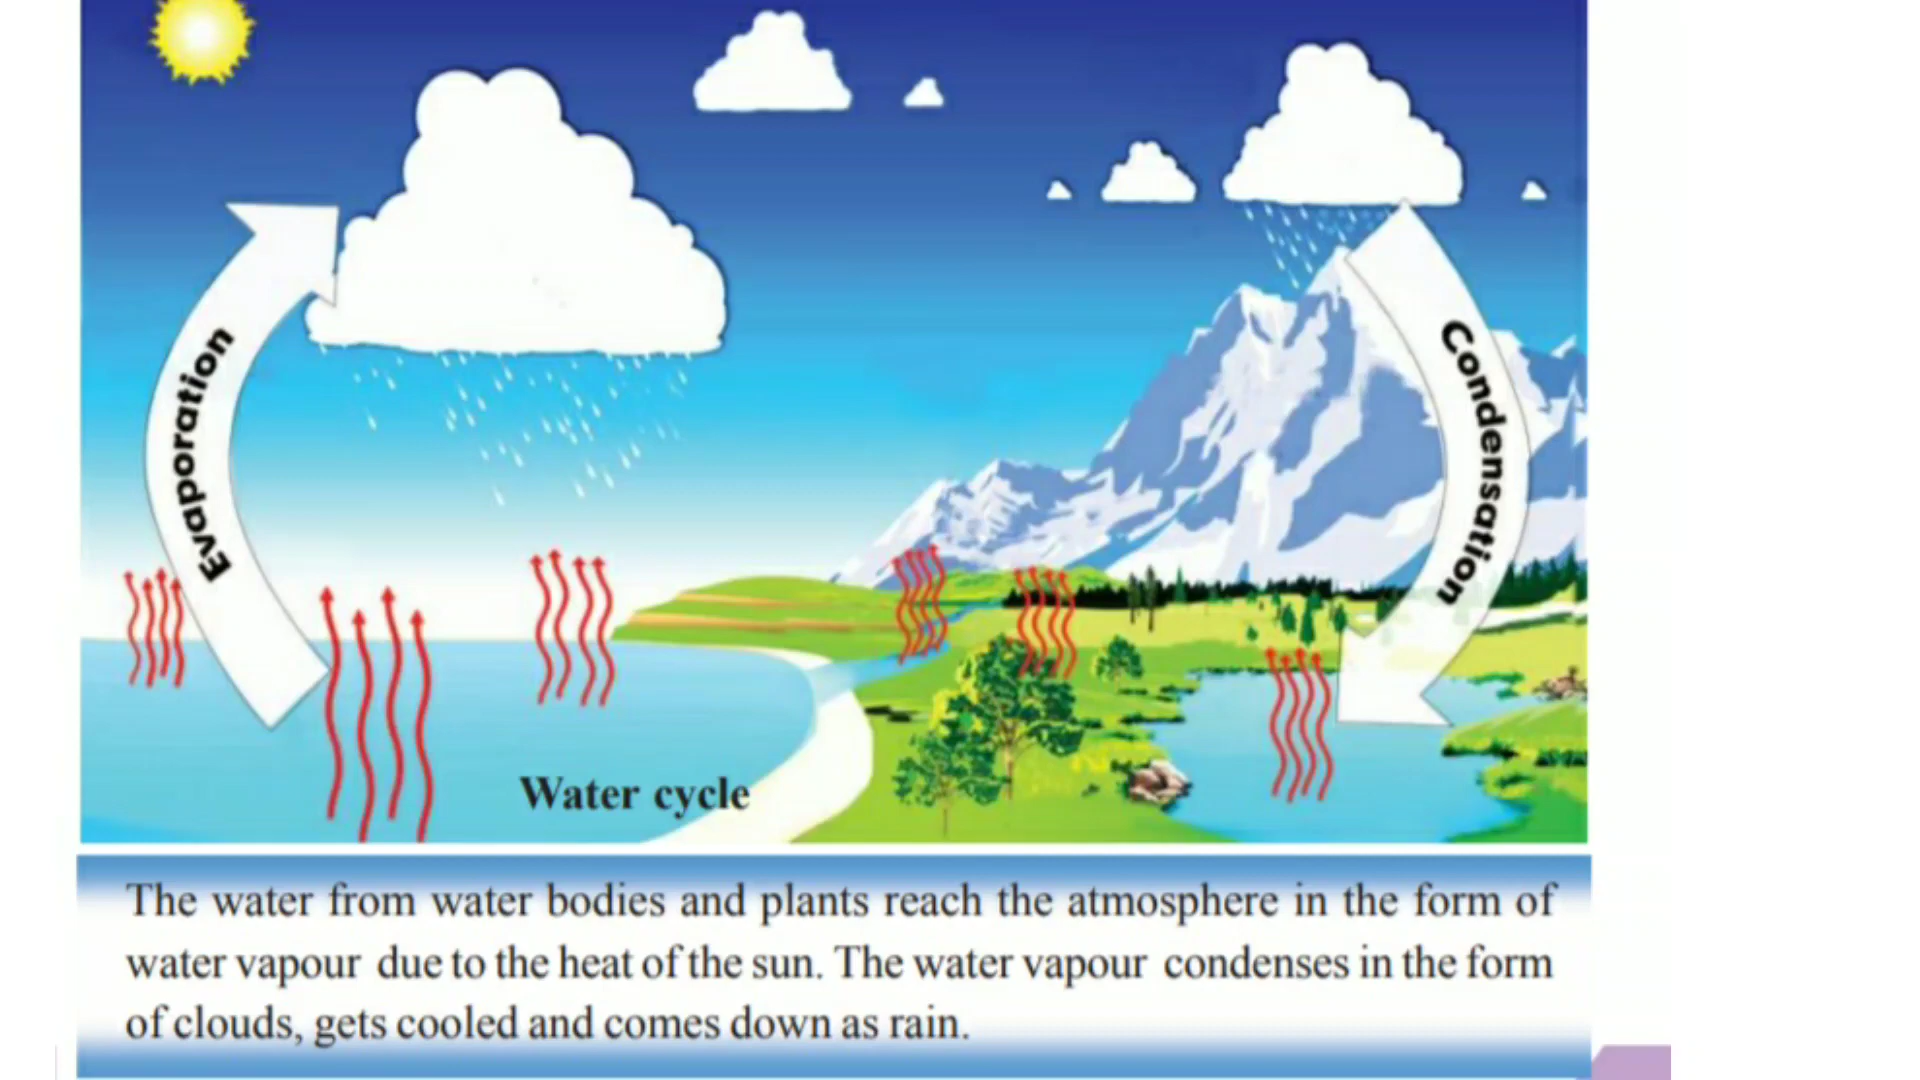 Evaporation
Condensation
Water cycle
The water from water bodies and plants reach the atmosphere in the form of
water vapour due to the heat of the sun. The water vapour condenses in the form
of clouds, gets cooled and comes down as rain.